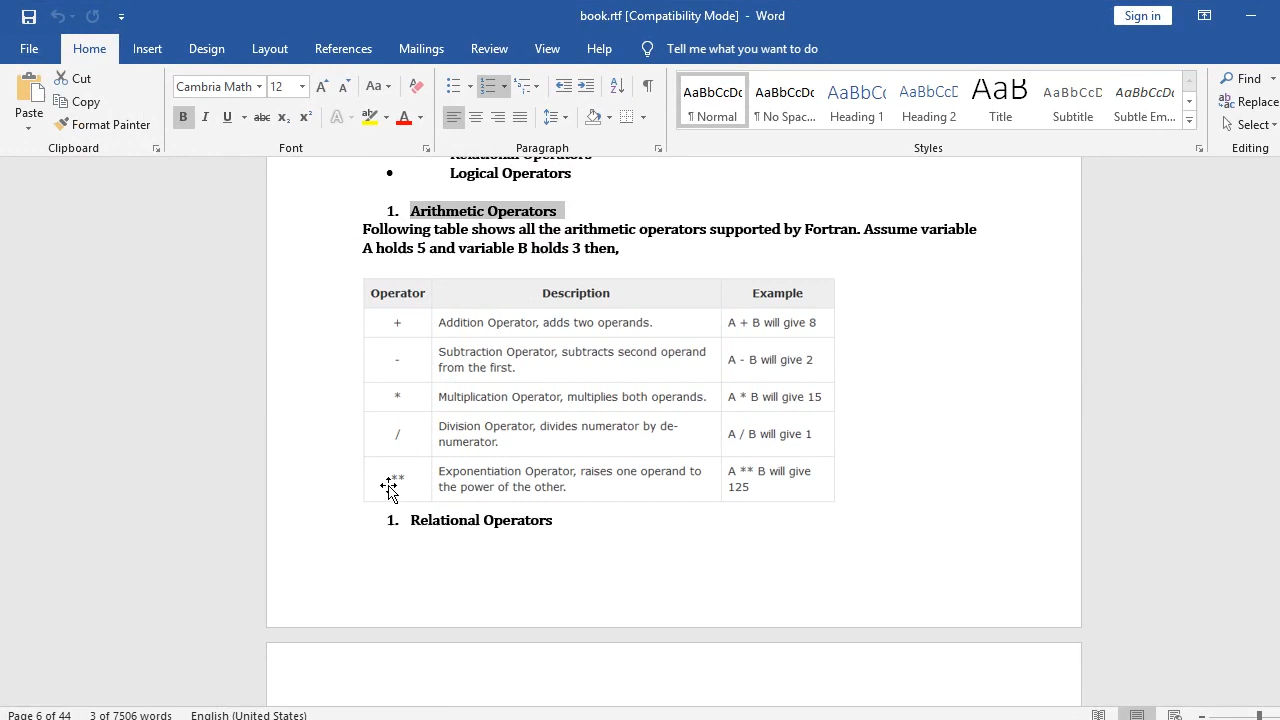 book.rtf [Compatibility Mode] - Word
Sign in
File Home Insert Design Layout References Mailings Review View Help Tell me what you want to do
Paste
Cut
Copy
Format Painter
Clipboard
Cambria Math 12
B I U abc x₂ x² A
Font
Paragraph
AaBbCcDc AaBbCcDc AaBbCc AaBbCcD AaB AaBbCcD AaBbCcDc
¶ Normal ¶ No Spac... Heading 1 Heading 2 Title Subtitle Subtle Em...
Styles
Find
Replace
Select
Editing
Relational Operators
• Logical Operators
1. Arithmetic Operators
Following table shows all the arithmetic operators supported by Fortran. Assume variable
A holds 5 and variable B holds 3 then,
Operator Description Example
+ Addition Operator, adds two operands. A + B will give 8
- Subtraction Operator, subtracts second operand from the first. A - B will give 2
* Multiplication Operator, multiplies both operands. A * B will give 15
/ Division Operator, divides numerator by de-numerator. A / B will give 1
** Exponentiation Operator, raises one operand to the power of the other. A ** B will give 125
1. Relational Operators
Page 6 of 44 3 of 7506 words English (United States)